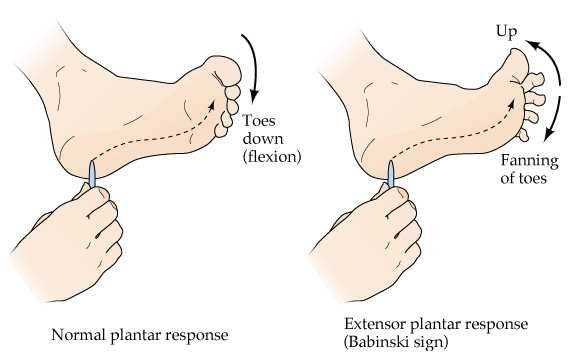 Toes
down
(flexion)
Normal plantar response
Up
Fanning
of toes
Extensor plantar response
(Babinski sign)